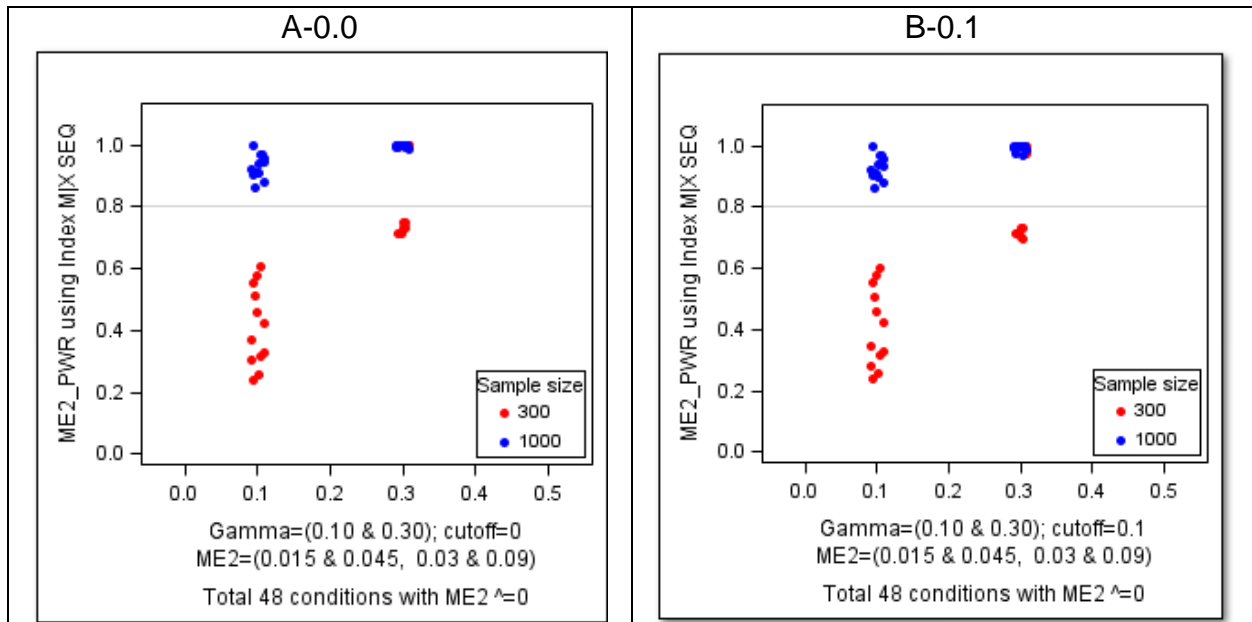 A-0.0
ME2_PWR using Index M|X SEQ
1.0
0.8
0.6
0.4
0.2
0.0
Sample size
300
1000
0.0 0.1 0.2 0.3 0.4 0.5
Gamma=(0.10 & 0.30); cutoff=0
ME2=(0.015 & 0.045, 0.03 & 0.09)
Total 48 conditions with ME2 ^=0
B-0.1
ME2_PWR using Index M|X SEQ
1.0
0.8
0.6
0.4
0.2
0.0
Sample size
300
1000
0.0 0.1 0.2 0.3 0.4 0.5
Gamma=(0.10 & 0.30); cutoff=0.1
ME2=(0.015 & 0.045, 0.03 & 0.09)
Total 48 conditions with ME2 ^=0